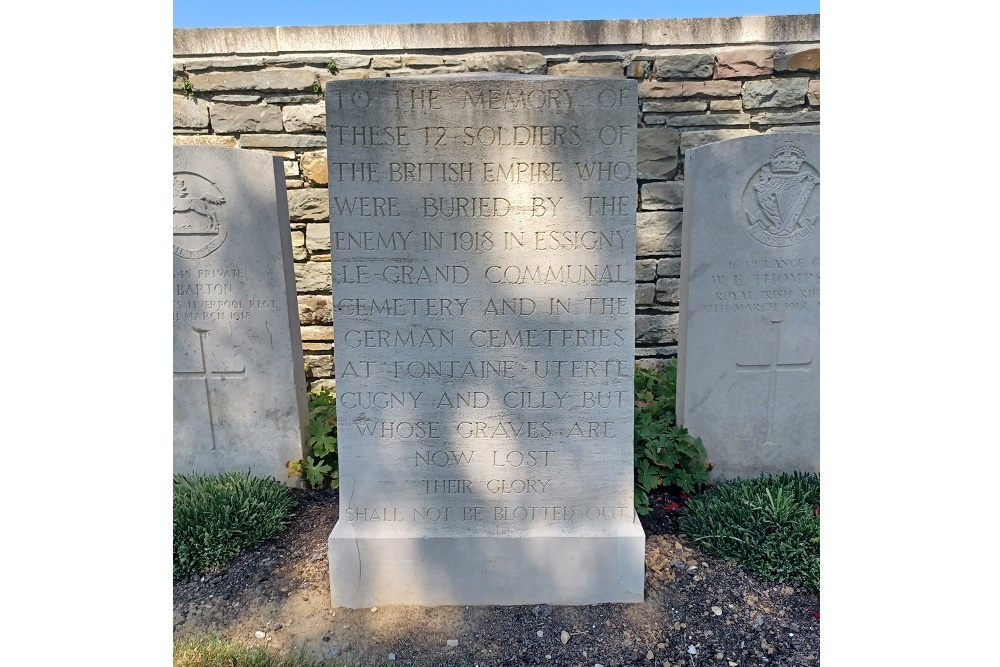 TO THE MEMORY OF
THESE 12 SOLDIERS OF
THE BRITISH EMPIRE WHO
WERE BURIED BY THE
ENEMY IN 1918 IN ESSIGNY
-LE-GRAND COMMUNAL
CEMETERY AND IN THE
GERMAN CEMETERIES
AT FONTAINE-UTERTE
CUGNY AND CILLY BUT
WHOSE GRAVES ARE
NOW LOST
THEIR GLORY
SHALL NOT BE BLOTTED OUT
PRIVATE
BARTON
LIVERPOOL REGT.
MARCH 1918
LANCE
W. E. THOMPS
ROYAL IRISH RIF
MARCH 1918